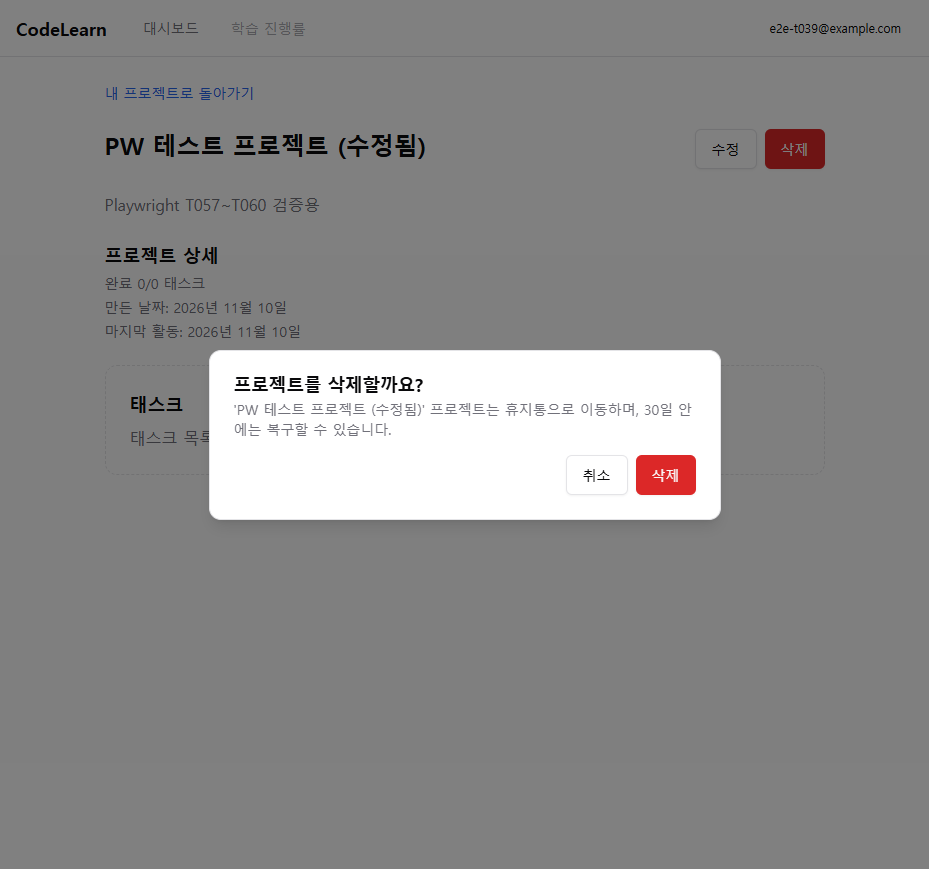 CodeLearn 대시보드 학습 진행률 e2e-t039@example.com
내 프로젝트로 돌아가기
PW 테스트 프로젝트 (수정됨) 수정 삭제
Playwright T057~T060 검증용
프로젝트 상세
완료 0/0 태스크
만든 날짜: 2026년 11월 10일
마지막 활동: 2026년 11월 10일
태스크
태스크 목록
프로젝트를 삭제할까요?
'PW 테스트 프로젝트 (수정됨)' 프로젝트는 휴지통으로 이동하며, 30일 안
에는 복구할 수 있습니다.
취소 삭제